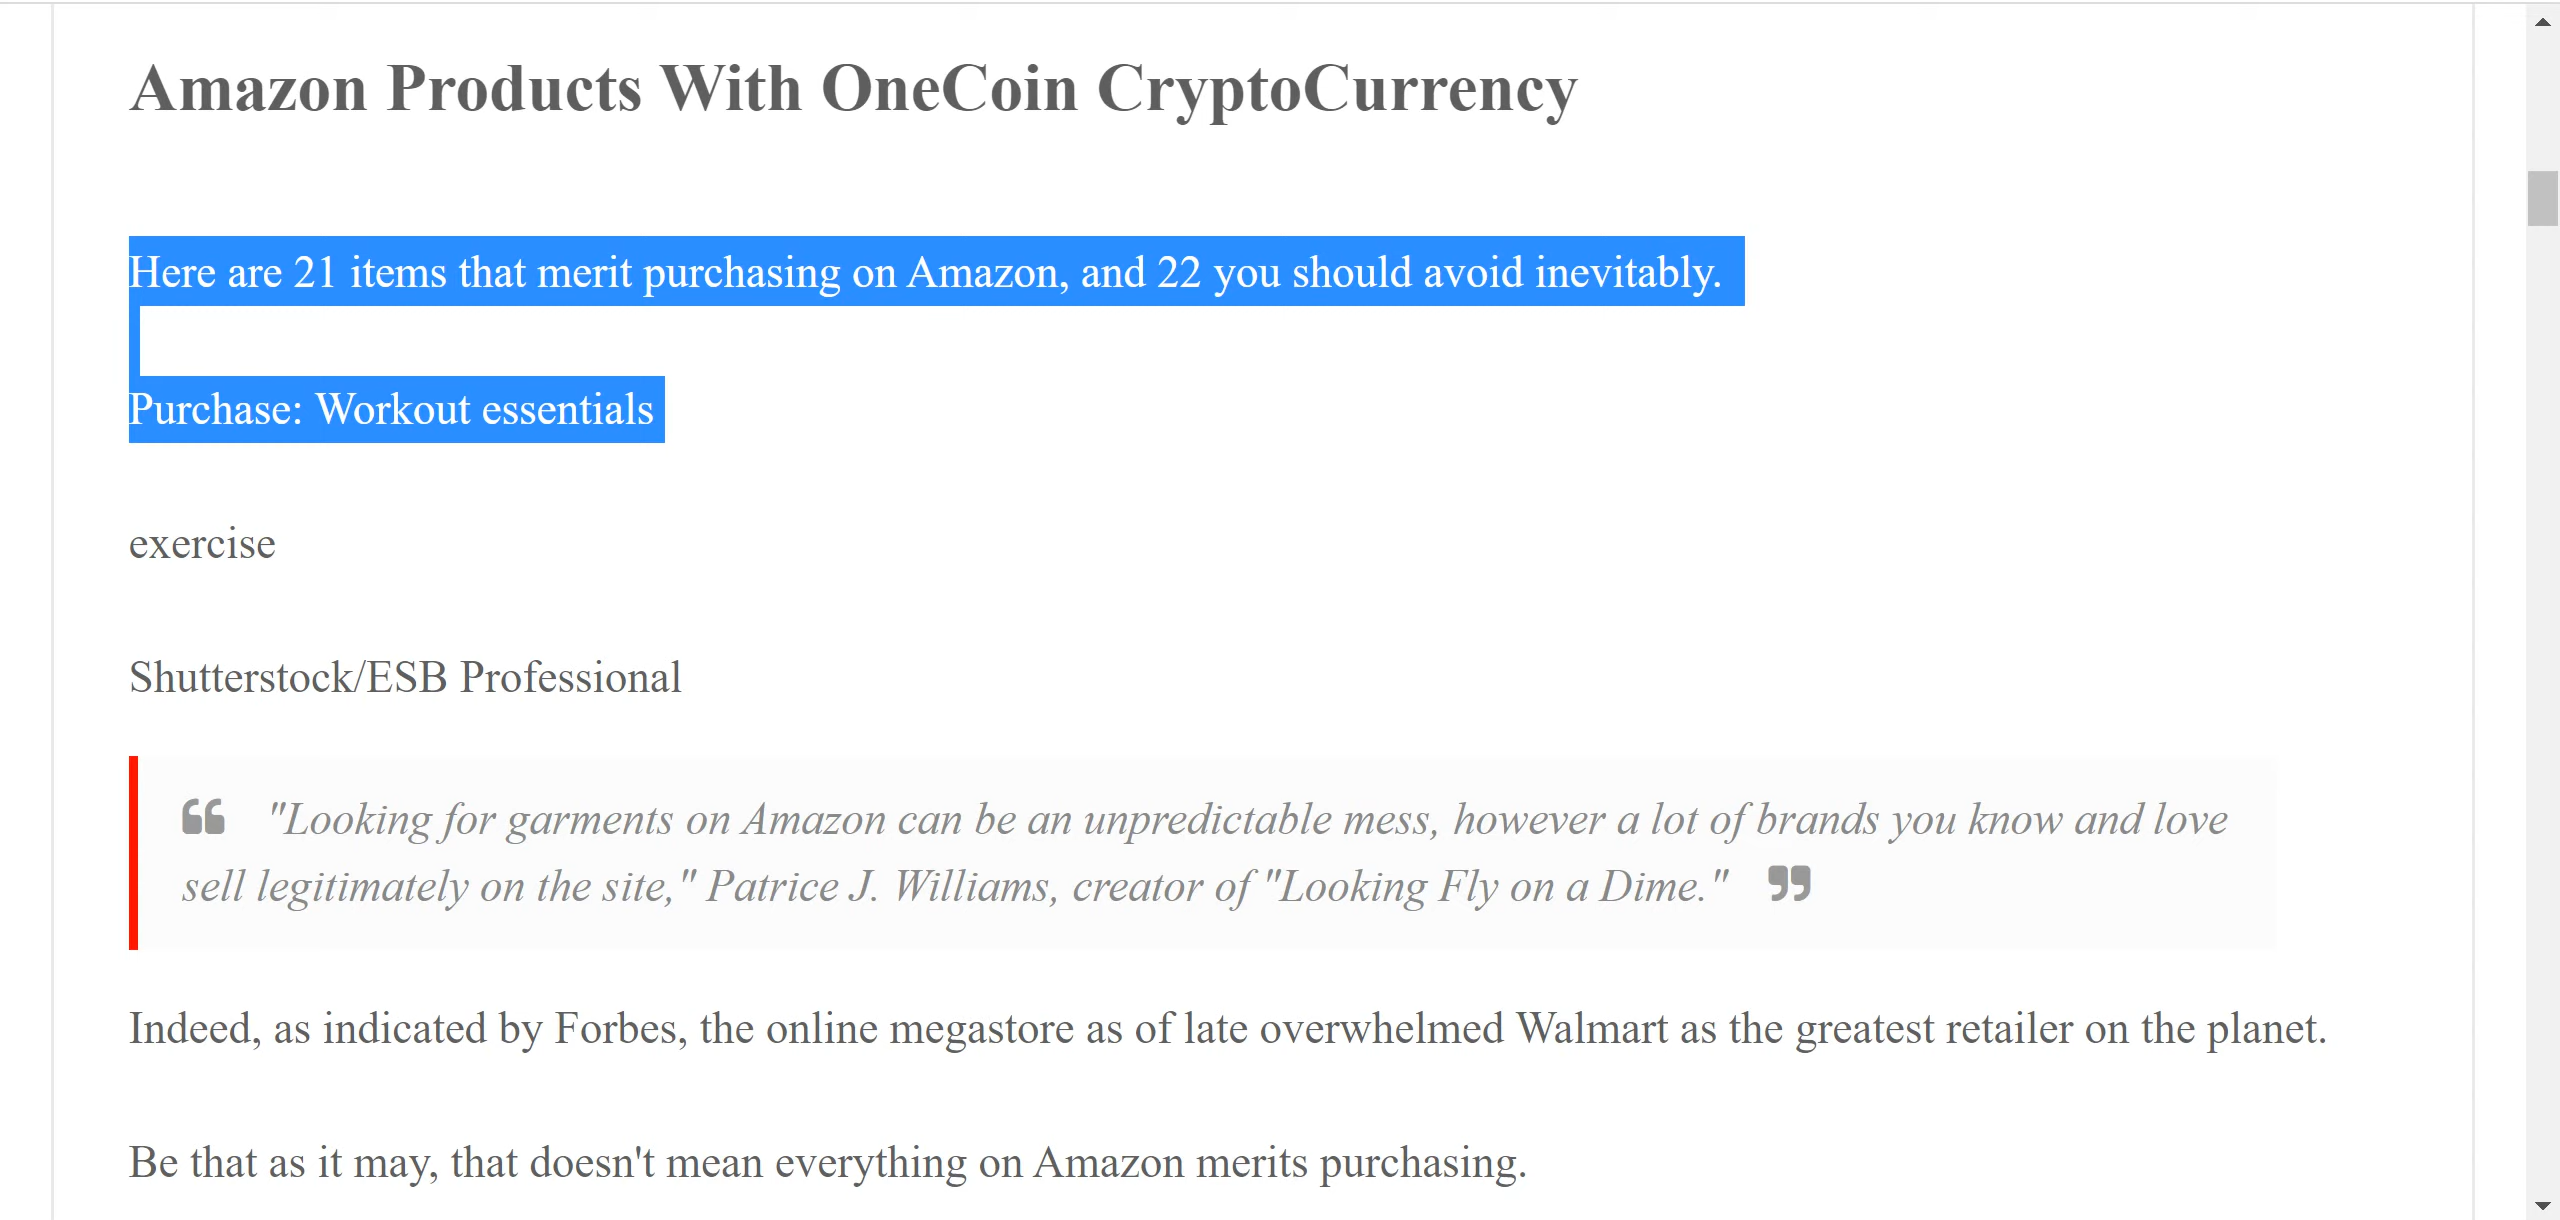 Amazon Products With OneCoin CryptoCurrency
Here are 21 items that merit purchasing on Amazon, and 22 you should avoid inevitably.
Purchase: Workout essentials
exercise
Shutterstock/ESB Professional
"Looking for garments on Amazon can be an unpredictable mess, however a lot of brands you know and love
sell legitimately on the site," Patrice J. Williams, creator of "Looking Fly on a Dime."
Indeed, as indicated by Forbes, the online megastore as of late overwhelmed Walmart as the greatest retailer on the planet.
Be that as it may, that doesn't mean everything on Amazon merits purchasing.